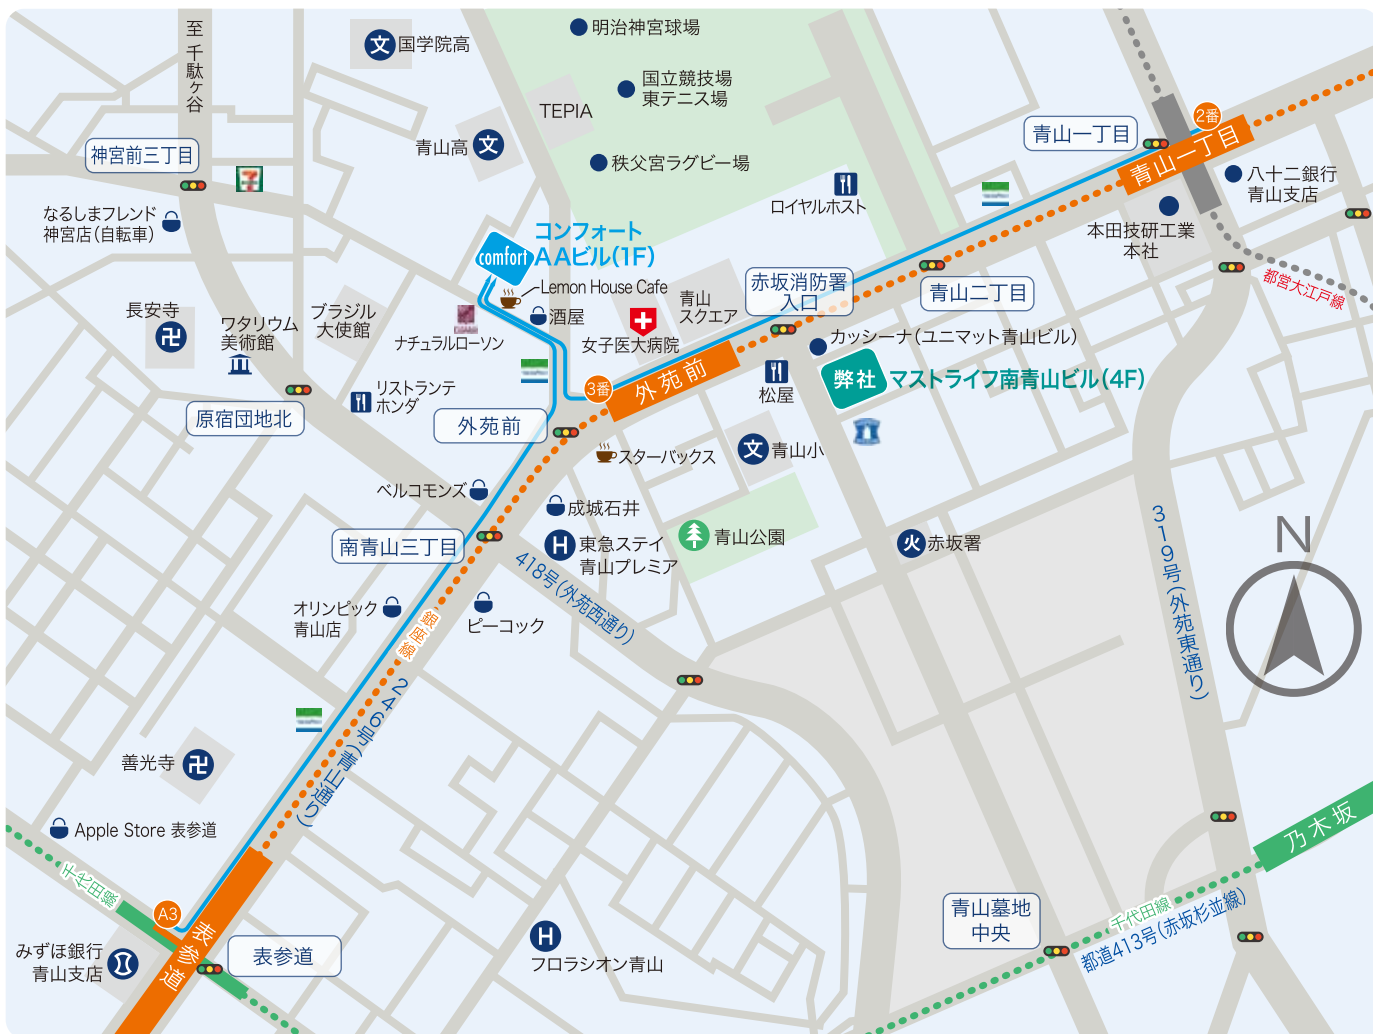 至 千駄ヶ谷
国学院高
明治神宮球場
国立競技場
東テニス場
TEPIA
2番
青山一丁目
青山一丁目
青山高
神宮前三丁目
7
秩父宮ラグビー場
八十二銀行
青山支店
ロイヤルホスト
なるしまフレンド
神宮店(自転車)
本田技研工業
本社
コンフォート
AAビル(1F)
comfort
Lemon House Cafe
都営大江戸線
赤坂消防署
入口
青山二丁目
青山
スクエア
長安寺
ワタリウム
美術館
ブラジル
大使館
酒屋
ナチュラルローソン
女子医大病院
カッシーナ(ユニマット青山ビル)
弊社
マストライフ南青山ビル(4F)
外苑前
3番
松屋
リストランテ
ホンダ
原宿団地北
外苑前
スターバックス
文
青山小
ベルコモンズ
成城石井
南青山三丁目
H
東急ステイ
青山プレミア
青山公園
火
赤坂署
319号(外苑東通り)
N
418号(外苑西通り)
オリンピック
青山店
ピーコック
銀座線
246号(青山通り)
善光寺
Apple Store 表参道
千代田線
乃木坂
A3
表参道
表参道
みずほ銀行
青山支店
H
フロラシオン青山
青山墓地
中央
千代田線
都道413号(赤坂杉並線)
文
文